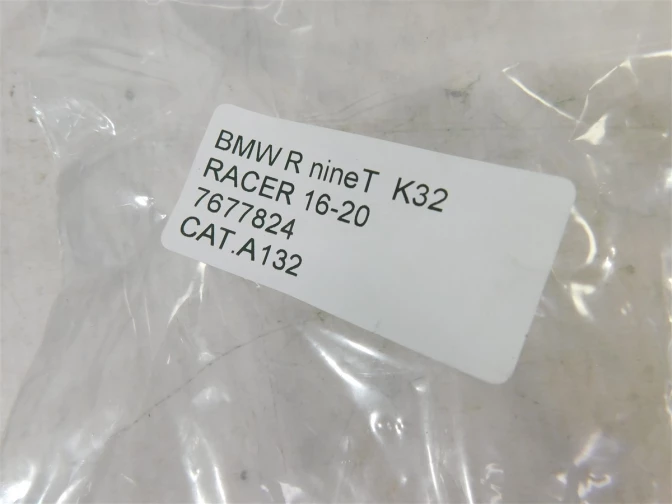 BMW R nineT K32
RACER 16-20
7677824
CAT.A132